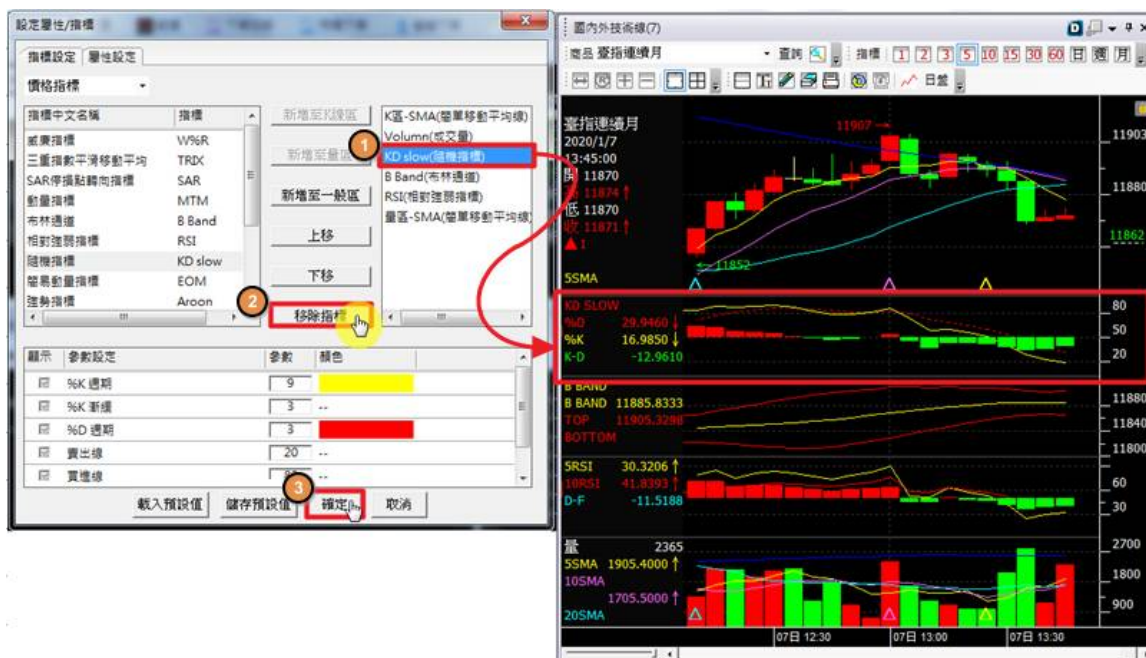 設定屬性/指標
指標設定 屬性設定
價格指標
指標中文名稱 指標
威廉指標 W%R
三重指數平滑移動平均 TRIX
SAR停損點轉向指標 SAR
動量指標 MTM
布林通道 B Band
相對強弱指標 RSI
隨機指標 KD slow
簡易動量指標 EOM
強勢指標 Aroon
新增至K線區
新增至量區
新增至一般區
上移
下移
移除指標
1
2
3
K區-SMA(簡單移動平均線)
Volumn(成交量)
KD slow(隨機指標)
B Band(布林通道)
RSI(相對強弱指標)
量區-SMA(簡單移動平均線
顯示 參數設定 參數 顏色
%K 週期 9
%K 漸緩 3 --
%D 週期 3
賣出線 20 --
買進線 --
載入預設值 儲存預設值 確定 取消
國內外技術線(7)
商品 臺指連續月 查詢 指標 1 2 3 5 10 15 30 60 日 週 月
日盤
臺指連續月
2020/1/7
13:45:00
開 11870
11874↑
低 11870
收 11871↑
▲1
5SMA
11907→
←11852
11903
11880
11862
KD SLOW
%D 29.9460↓
%K 16.9850↓
K-D -12.9610
80
50
20
B BAND
B BAND 11885.8333
TOP 11905.3298
BOTTOM
11880
11840
11800
5RSI 30.3206↑
10RSI 41.8393↑
D-F -11.5188
60
30
量 2365
5SMA 1905.4000↑
10SMA
1705.5000↑
20SMA
2700
1800
900
07日 12:30 07日 13:00 07日 13:30